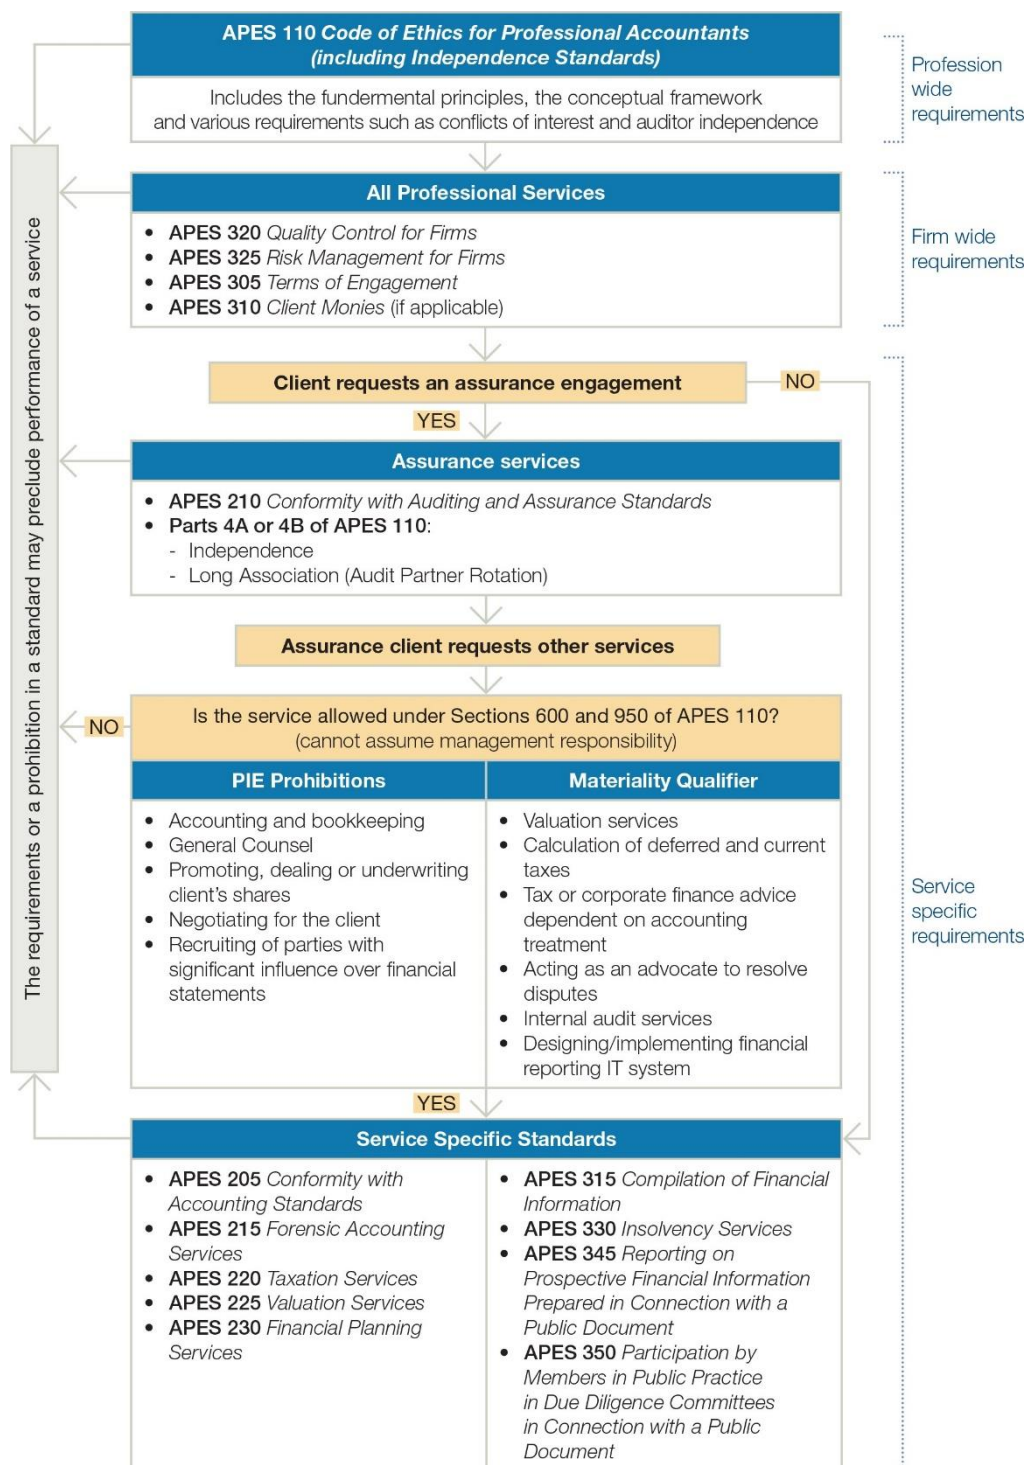 APES 110 Code of Ethics for Professional Accountants
(including Independence Standards)
Includes the fundermental principles, the conceptual framework
and various requirements such as conflicts of interest and auditor independence
Profession
wide
requirements
The requirements or a prohibition in a standard may preclude performance of a service
All Professional Services
• APES 320 Quality Control for Firms
• APES 325 Risk Management for Firms
• APES 305 Terms of Engagement
• APES 310 Client Monies (if applicable)
Firm wide
requirements
Client requests an assurance engagement
NO
YES
Assurance services
• APES 210 Conformity with Auditing and Assurance Standards
• Parts 4A or 4B of APES 110:
- Independence
- Long Association (Audit Partner Rotation)
Assurance client requests other services
NO
Is the service allowed under Sections 600 and 950 of APES 110?
(cannot assume management responsibility)
PIE Prohibitions
• Accounting and bookkeeping
• General Counsel
• Promoting, dealing or underwriting
client's shares
• Negotiating for the client
• Recruiting of parties with
significant influence over financial
statements
Materiality Qualifier
• Valuation services
• Calculation of deferred and current
taxes
• Tax or corporate finance advice
dependent on accounting
treatment
• Acting as an advocate to resolve
disputes
• Internal audit services
• Designing/implementing financial
reporting IT system
Service
specific
requirements
YES
Service Specific Standards
• APES 205 Conformity with
Accounting Standards
• APES 215 Forensic Accounting
Services
• APES 220 Taxation Services
• APES 225 Valuation Services
• APES 230 Financial Planning
Services
• APES 315 Compilation of Financial
Information
• APES 330 Insolvency Services
• APES 345 Reporting on
Prospective Financial Information
Prepared in Connection with a
Public Document
• APES 350 Participation by
Members in Public Practice
in Due Diligence Committees
in Connection with a Public
Document